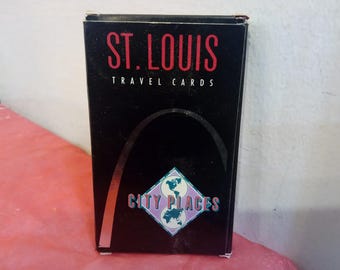 ST. LOUIS
TRAVEL CARDS
CITY PLACES